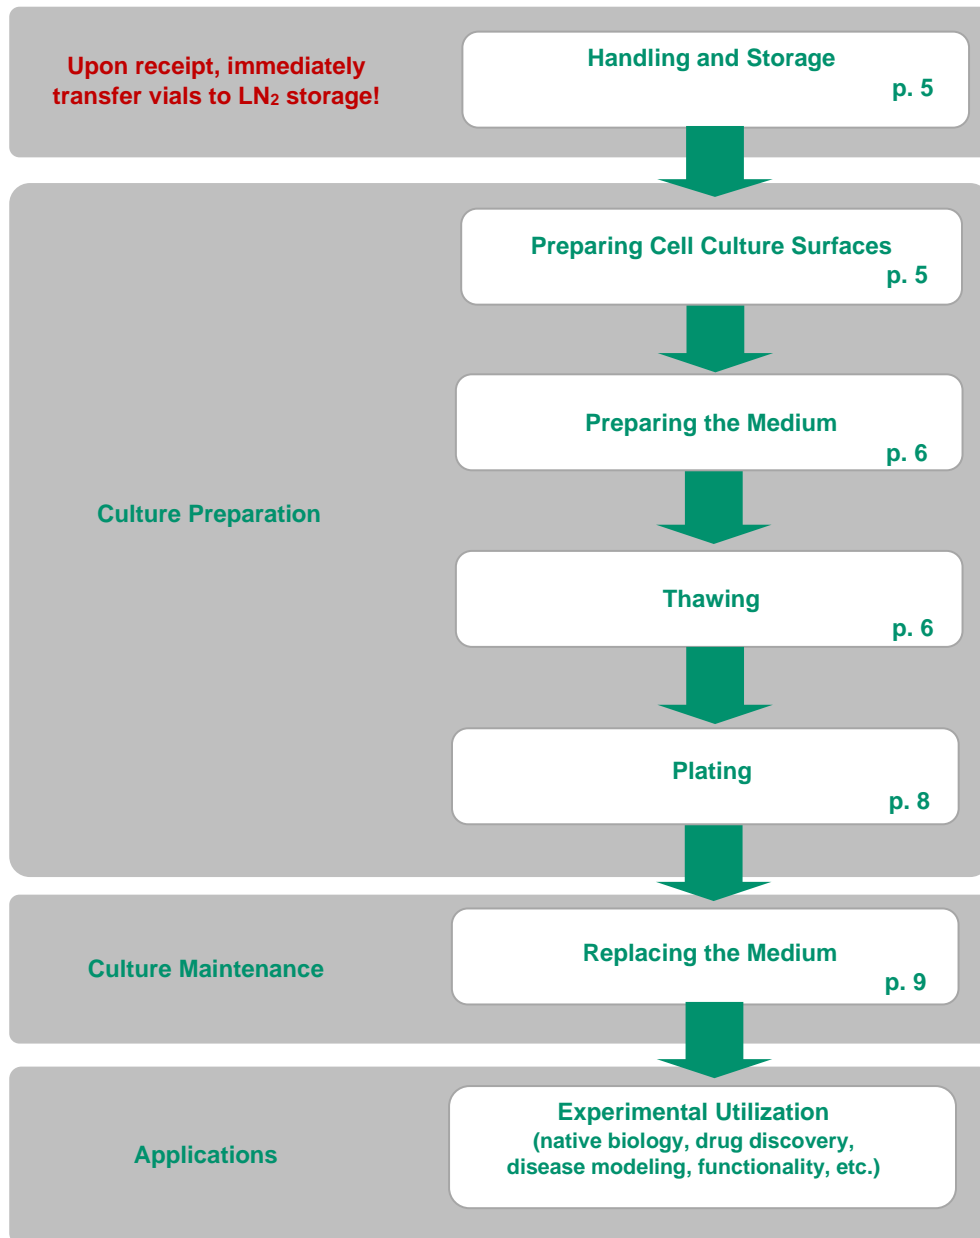 Upon receipt, immediately
transfer vials to LN2 storage!
Handling and Storage
p. 5
Preparing Cell Culture Surfaces
p. 5
Preparing the Medium
p. 6
Culture Preparation
Thawing
p. 6
Plating
p. 8
Culture Maintenance
Replacing the Medium
p. 9
Applications
Experimental Utilization
(native biology, drug discovery,
disease modeling, functionality, etc.)